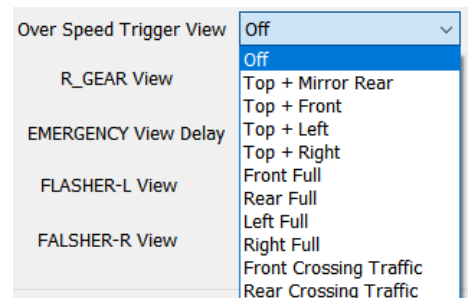 Over Speed Trigger View Off
Off
R_GEAR View
Top + Mirror Rear
Top + Front
EMERGENCY View Delay
Top + Left
Top + Right
FLASHER-L View
Front Full
Rear Full
Left Full
FALSHER-R View
Right Full
Front Crossing Traffic
Rear Crossing Traffic